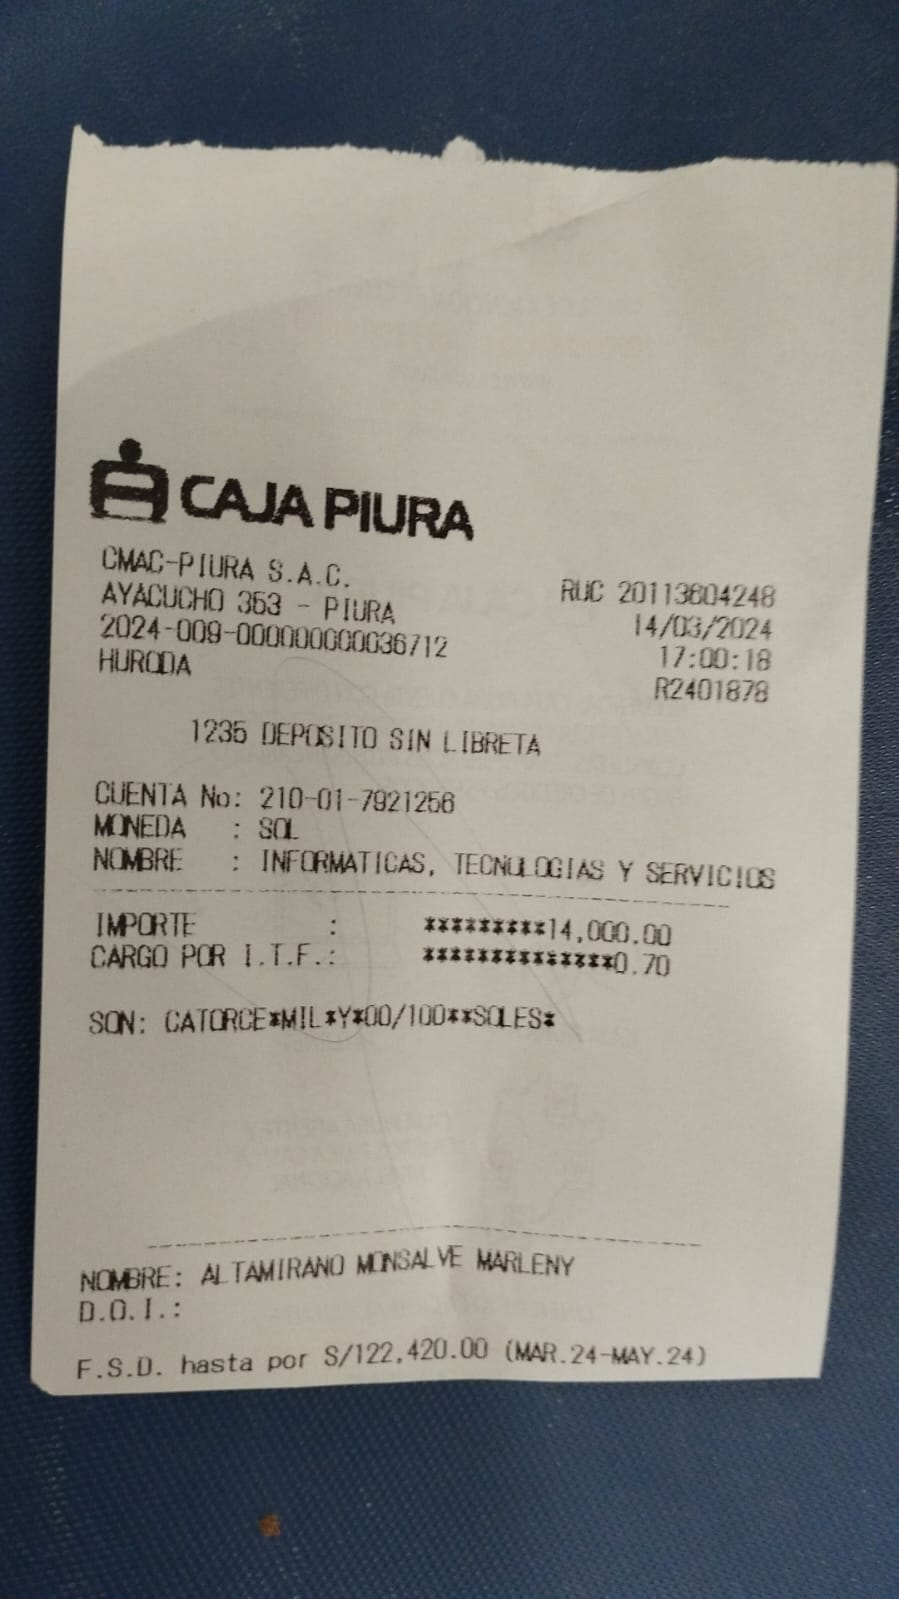 CAJA PIURA
CMAC-PIURA S.A.C.
AYACUCHO 353 - PIURA RUC 20113604248
2024-009-000000000036712 14/03/2024
HURODA 17:00:18
R2401878
1235 DEPOSITO SIN LIBRETA
CUENTA No: 210-01-7921256
MONEDA : SOL
NOMBRE : INFORMATICAS, TECNOLOGIAS Y SERVICIOS
IMPORTE : *********14,000.00
CARGO POR I.T.F.: **************0.70
SON: CATORCE*MIL*Y*00/100**SOLES*
NOMBRE: ALTAMIRANO MONSALVE MARLENY
D.O.I.:
F.S.D. hasta por S/122,420.00 (MAR.24-MAY.24)